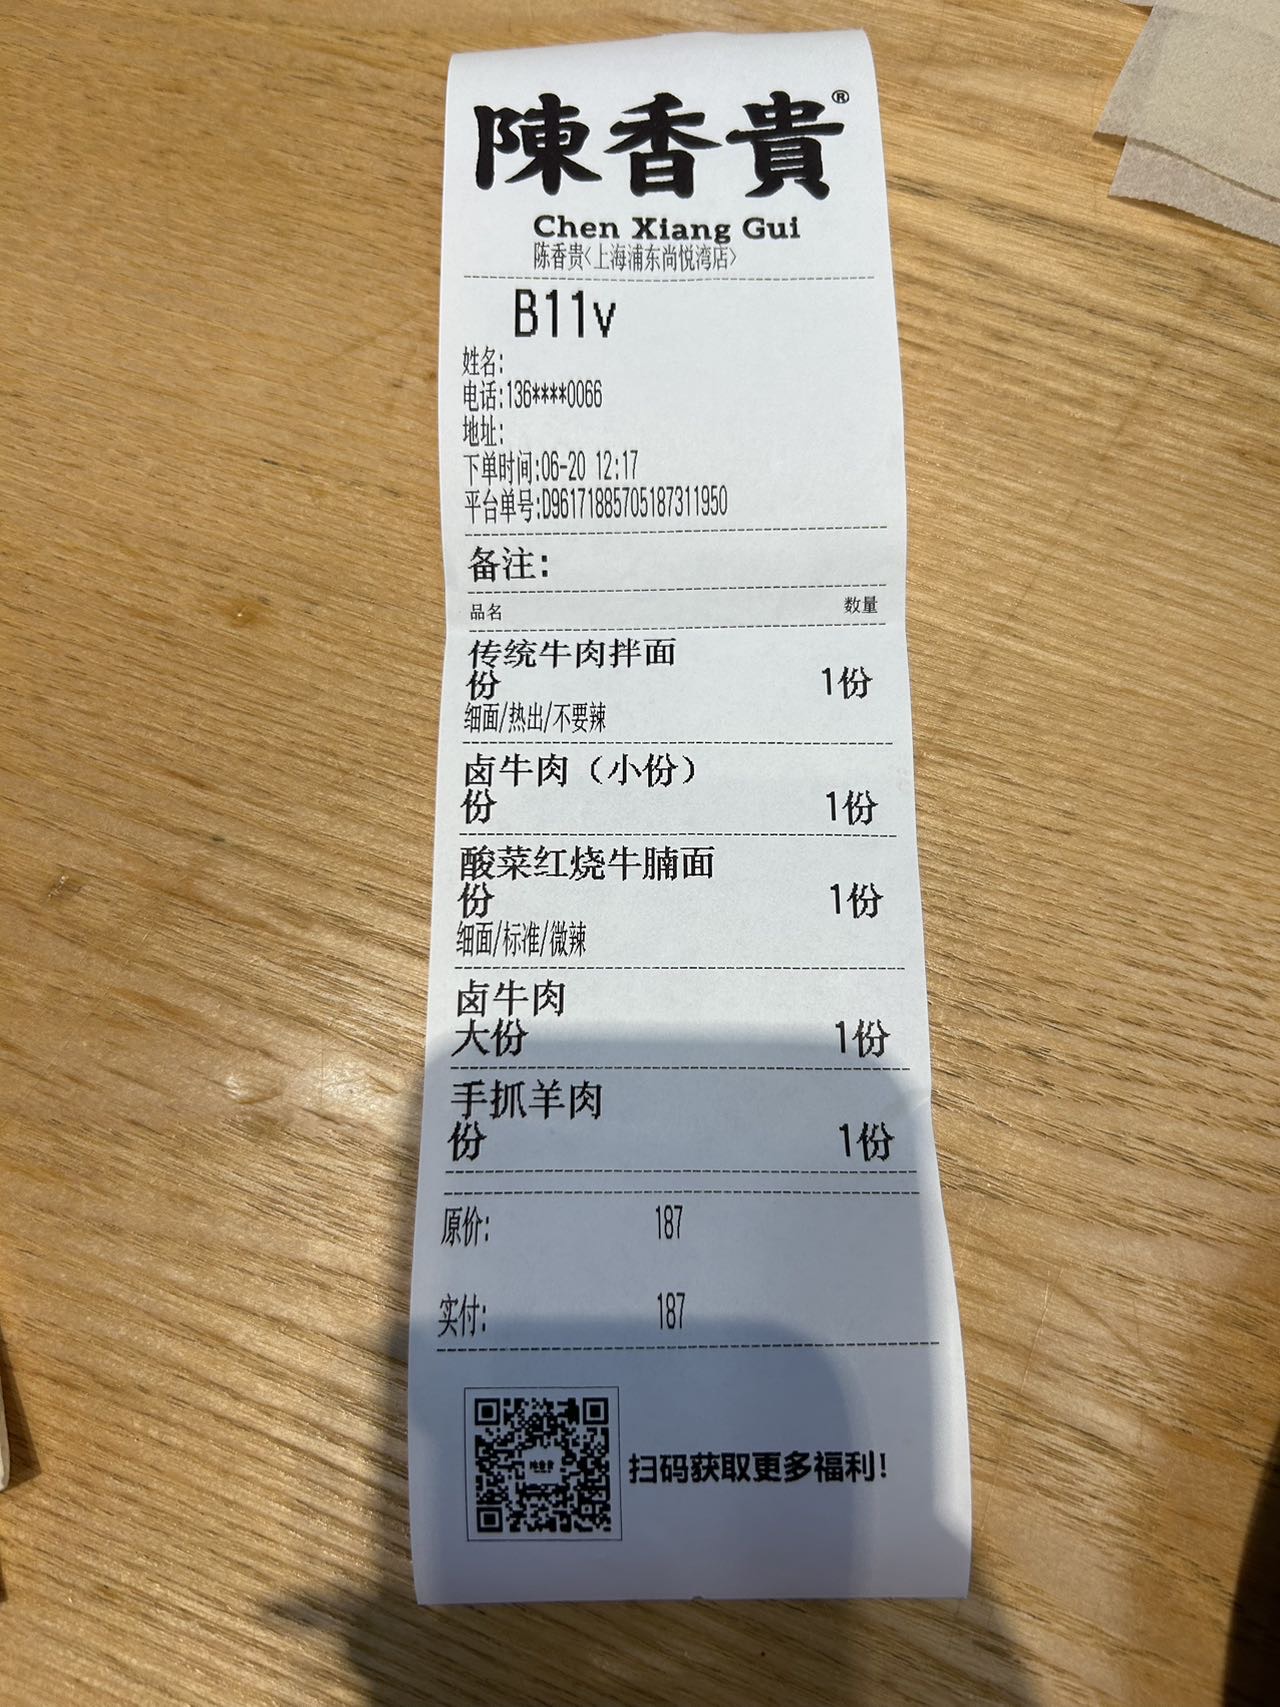 陳香貴®
Chen Xiang Gui
陈香贵<上海浦东尚悦湾店>
B11v
姓名:
电话:136****0066
地址:
下单时间:06-20 12:17
平台单号:D961718857051873​11950
备注:
品名 数量
传统牛肉拌面
份 1份
细面/热出/不要辣
卤牛肉（小份）
份 1份
酸菜红烧牛腩面
份 1份
细面/标准/微辣
卤牛肉
大份 1份
手抓羊肉
份 1份
原价: 187
实付: 187
陳香貴
扫码获取更多福利!